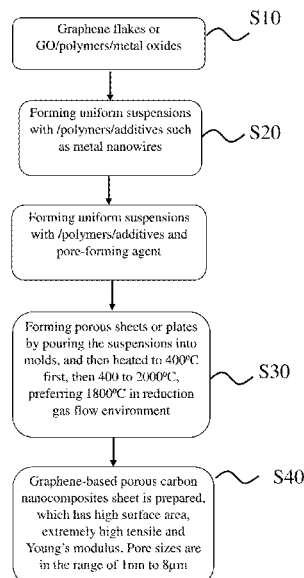 Graphene flakes or
GO/polymers/metal oxides
S10
Forming uniform suspensions
with /polymers/additives such
as metal nanowires
S20
Forming uniform suspensions
with /polymers/additives and
pore-forming agent
Forming porous sheets or plates
by pouring the suspensions into
molds, and then heated to 400ºC
first, then 400 to 2000ºC,
preferring 1800ºC in reduction
gas flow environment
S30
Graphene-based porous carbon
nanocomposites sheet is prepared,
which has high surface area,
extremely high tensile and
Young's modulus. Pore sizes are
in the range of 1nm to 8µm
S40